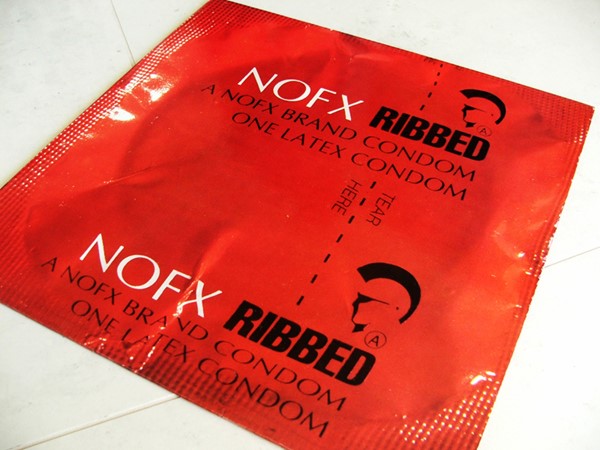 NOFX RIBBED
A NOFX BRAND CONDOM
ONE LATEX CONDOM
A
TEAR
HERE
NOFX RIBBED
A NOFX BRAND CONDOM
ONE LATEX CONDOM
A